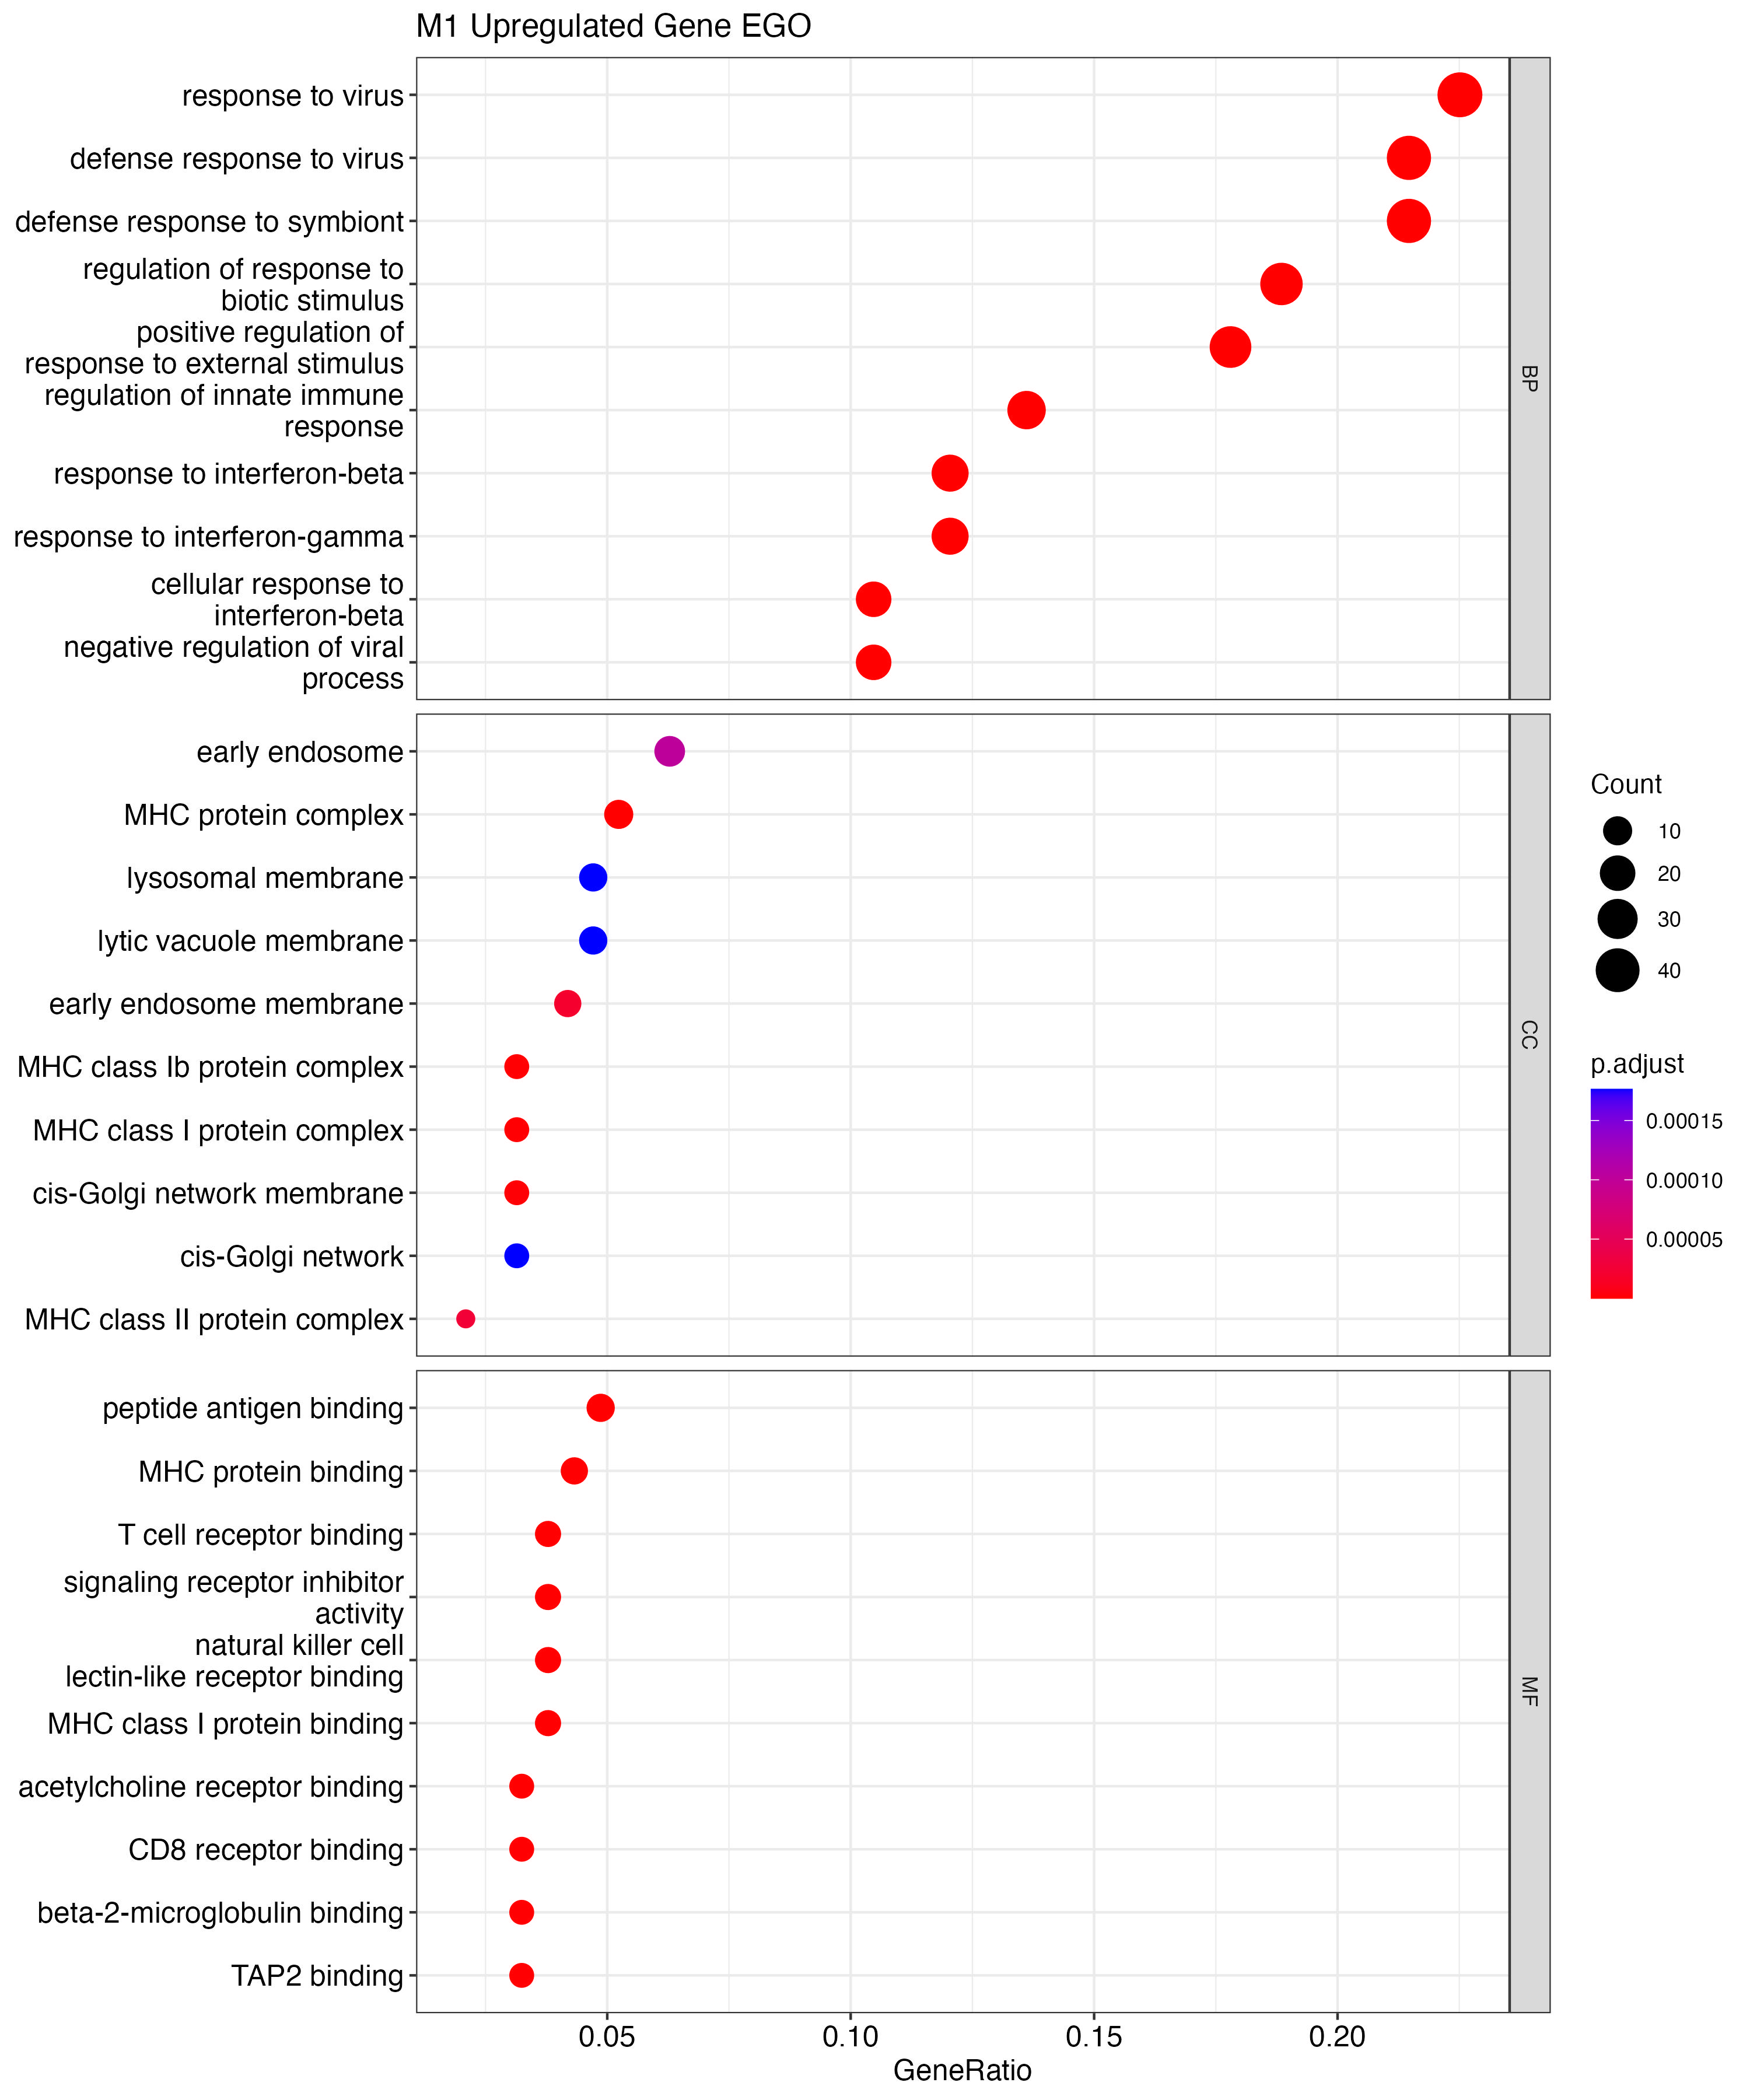 M1 Upregulated Gene EGO
response to virus
defense response to virus
defense response to symbiont
regulation of response to
biotic stimulus
positive regulation of
response to external stimulus
regulation of innate immune
response
response to interferon-beta
response to interferon-gamma
cellular response to
interferon-beta
negative regulation of viral
process
BP
early endosome
MHC protein complex
lysosomal membrane
lytic vacuole membrane
early endosome membrane
MHC class Ib protein complex
MHC class I protein complex
cis-Golgi network membrane
cis-Golgi network
MHC class II protein complex
CC
peptide antigen binding
MHC protein binding
T cell receptor binding
signaling receptor inhibitor
activity
natural killer cell
lectin-like receptor binding
MHC class I protein binding
acetylcholine receptor binding
CD8 receptor binding
beta-2-microglobulin binding
TAP2 binding
MF
0.05
0.10
0.15
0.20
GeneRatio
Count
10
20
30
40
p.adjust
0.00015
0.00010
0.00005